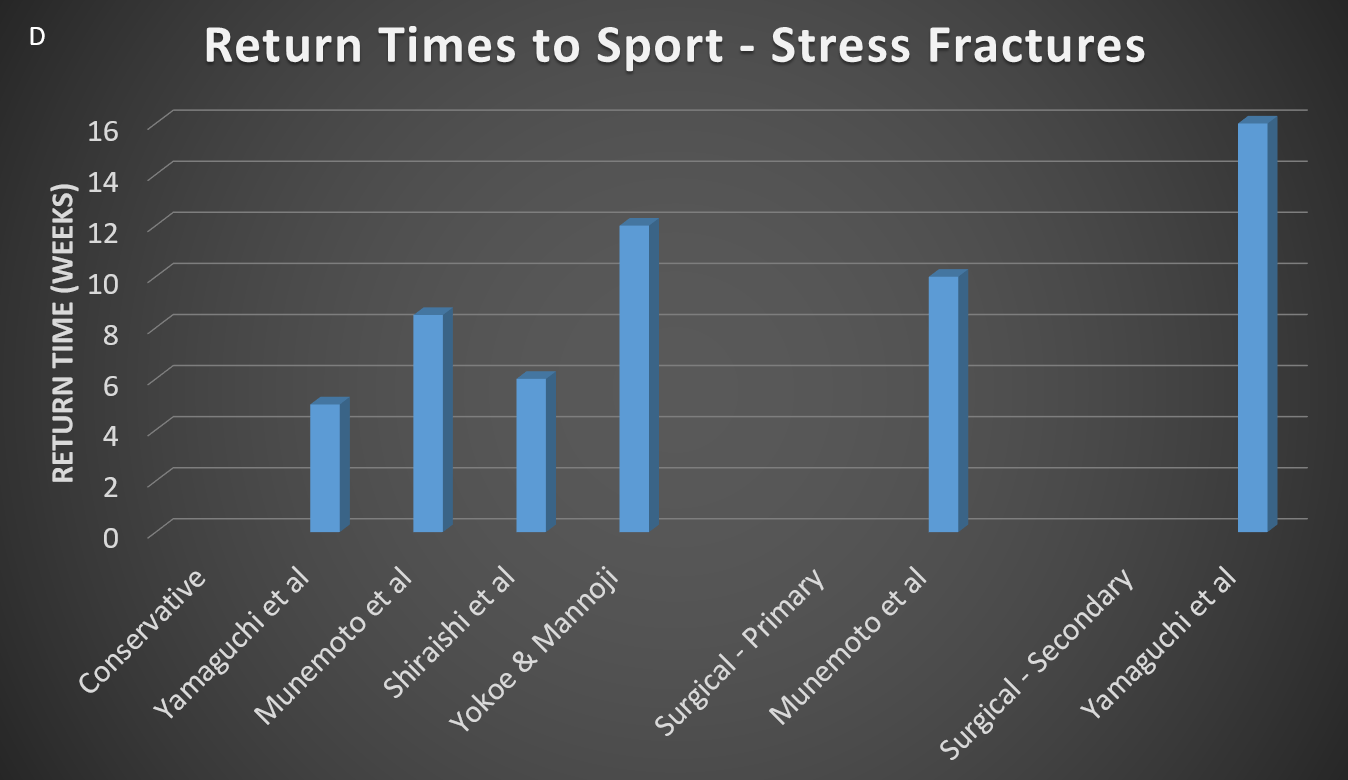 D
Return Times to Sport - Stress Fractures
RETURN TIME (WEEKS)
16
14
12
10
8
6
4
2
0
Conservative
Yamaguchi et al
Munemoto et al
Shiraishi et al
Yokoe & Mannoji
Surgical - Primary
Munemoto et al
Surgical - Secondary
Yamaguchi et al